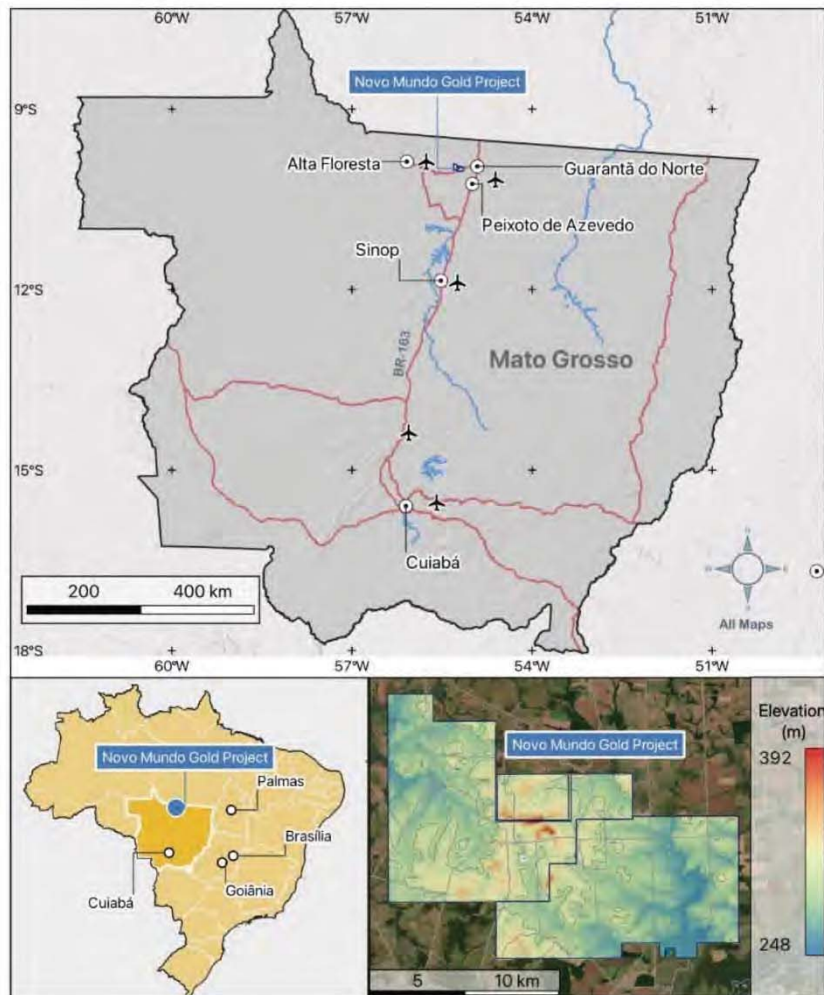 60°W 57°W 54°W 51°W
Novo Mundo Gold Project
9°S
Alta Floresta
Guarantã do Norte
Peixoto de Azevedo
Sinop
12°S
BR-163
Mato Grosso
15°S
Cuiabá
200 400 km
All Maps
18°S
60°W 57°W 54°W 51°W
Novo Mundo Gold Project
Palmas
Brasília
Goiânia
Cuiabá
Novo Mundo Gold Project
5 10 km
Elevation
(m)
392
248